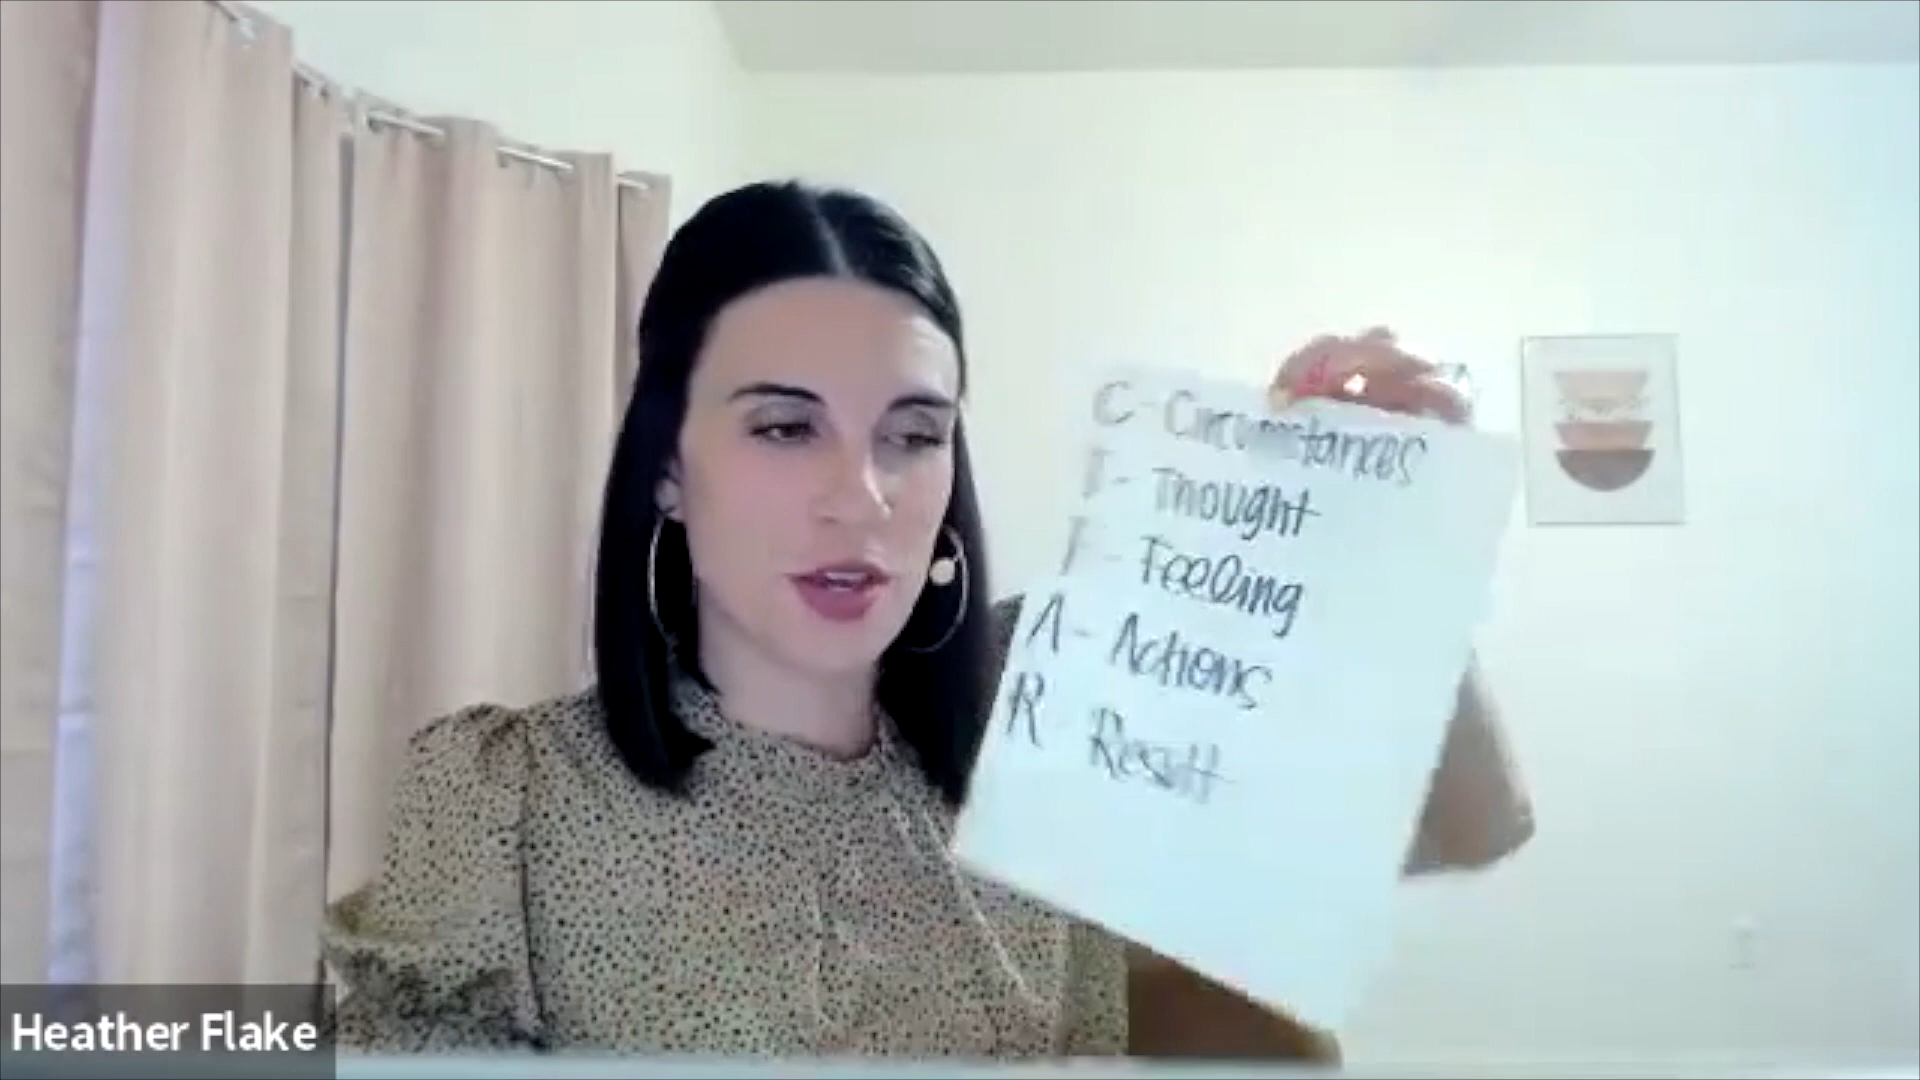 C - Circumstances
T - Thought
F - Feeling
A - Actions
R - Result
Heather Flake